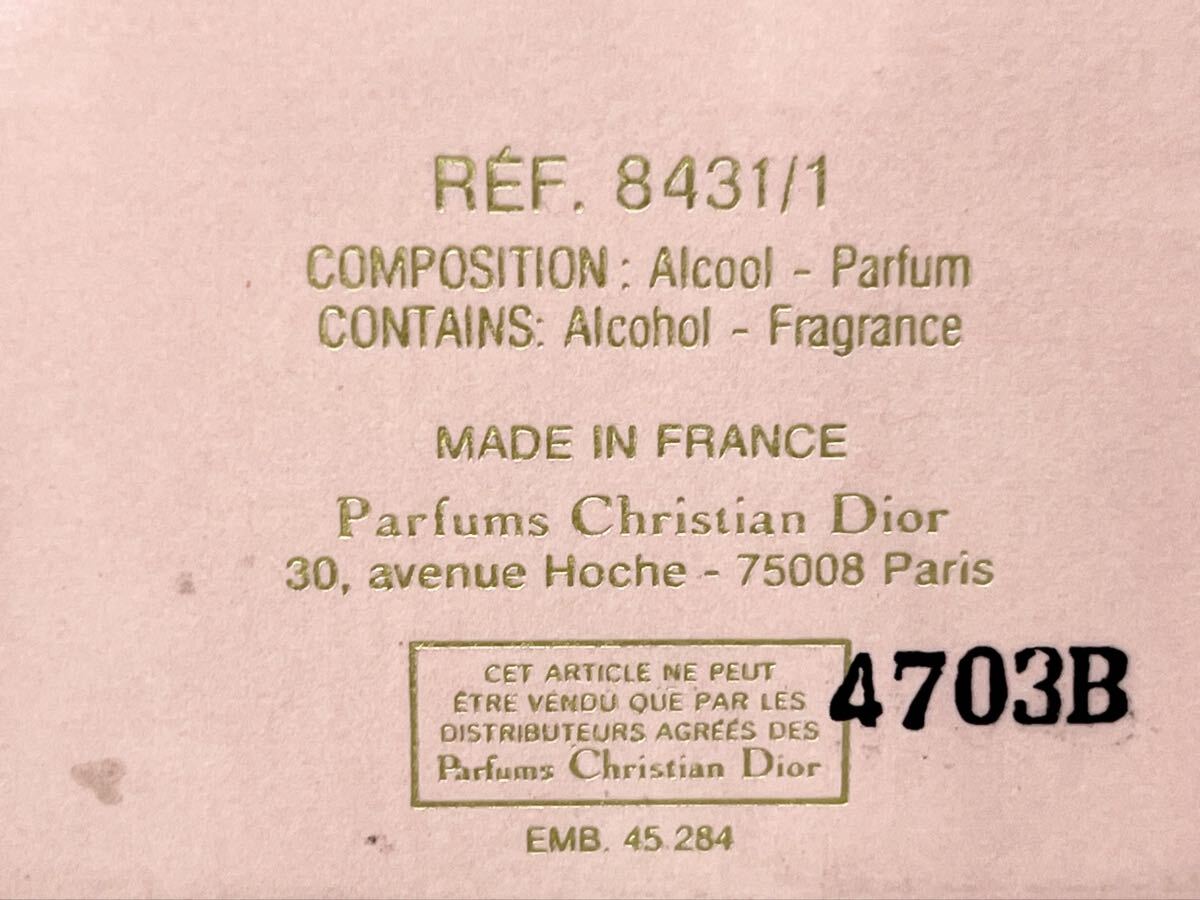 RÉF. 8431/1
COMPOSITION : Alcool - Parfum
CONTAINS: Alcohol - Fragrance
MADE IN FRANCE
Parfums Christian Dior
30, avenue Hoche - 75008 Paris
CET ARTICLE NE PEUT
ÊTRE VENDU QUE PAR LES
DISTRIBUTEURS AGRÉÉS DES
Parfums Christian Dior
4703B
EMB. 45.284